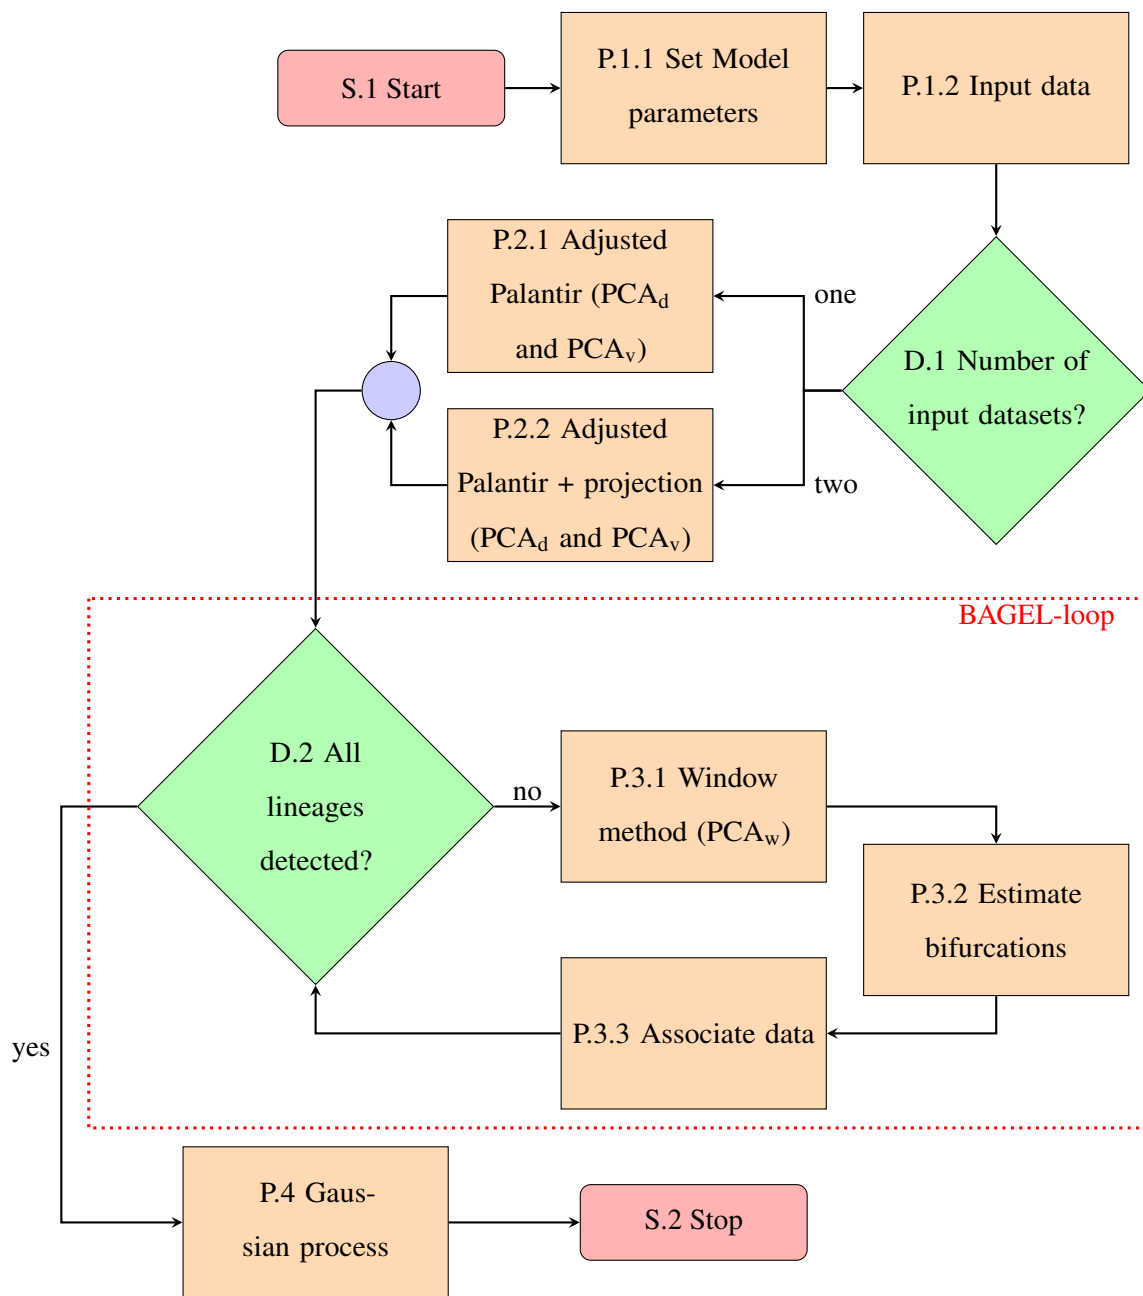 S.1 Start
P.1.1 Set Model
parameters
P.1.2 Input data
P.2.1 Adjusted
Palantir (PCAd
and PCAv)
one
D.1 Number of
input datasets?
P.2.2 Adjusted
Palantir + projection
(PCAd and PCAv)
two
BAGEL-loop
D.2 All
lineages
detected?
no
P.3.1 Window
method (PCAw)
P.3.2 Estimate
bifurcations
P.3.3 Associate data
yes
P.4 Gaus-
sian process
S.2 Stop